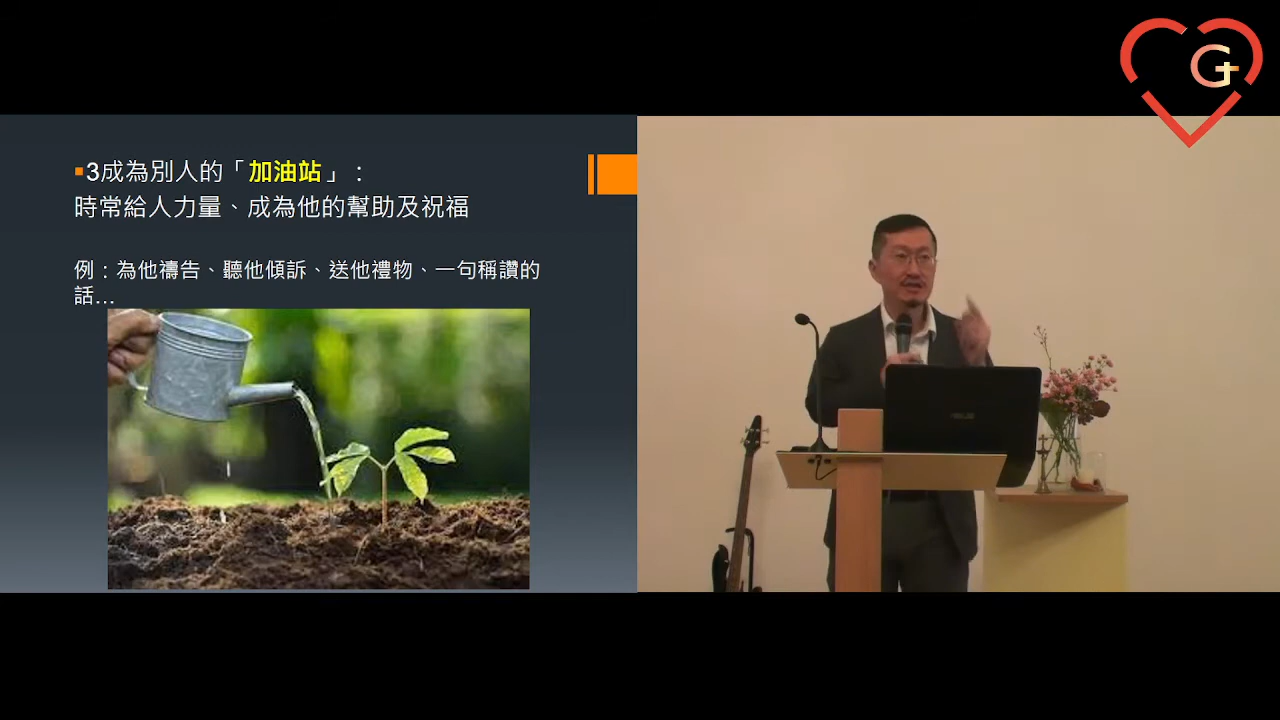 ▪3成為別人的「加油站」：
時常給人力量、成為他的幫助及祝福
例：為他禱告、聽他傾訴、送他禮物、一句稱讚的
話...
G
ASUS